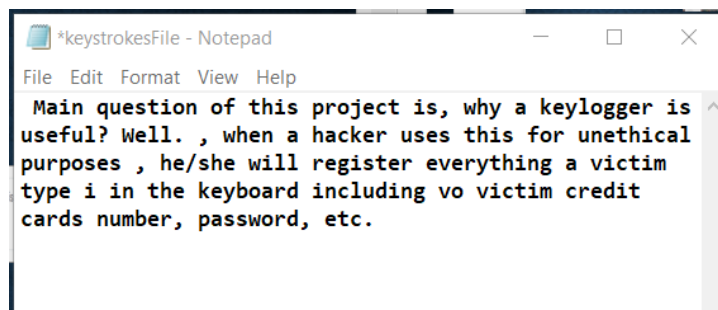 *keystrokesFile - Notepad
File Edit Format View Help
Main question of this project is, why a keylogger is
useful? Well. , when a hacker uses this for unethical
purposes , he/she will register everything a victim
type i in the keyboard including vo victim credit
cards number, password, etc.